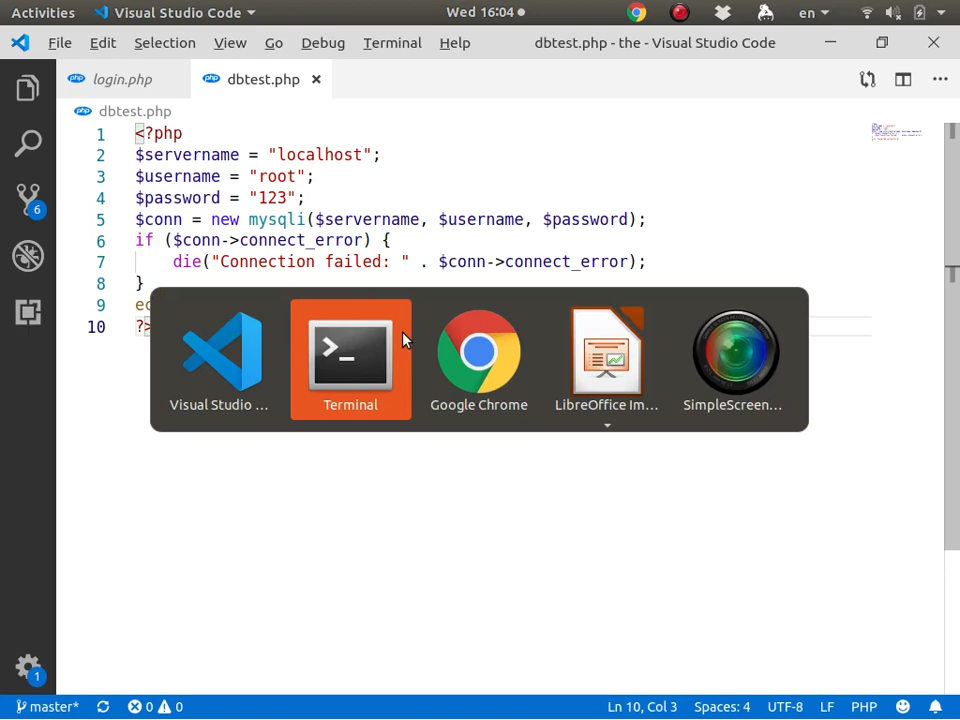 Activities Visual Studio Code Wed 16:04 en
File Edit Selection View Go Debug Terminal Help dbtest.php - the - Visual Studio Code
php login.php php dbtest.php
php dbtest.php
1 <?php
2 $servername = "localhost";
3 $username = "root";
4 $password = "123";
5 $conn = new mysqli($servername, $username, $password);
6 if ($conn->connect_error) {
7 die("Connection failed: " . $conn->connect_error);
8 }
9 ec
10 ?>
Visual Studio ... Terminal Google Chrome LibreOffice Im... SimpleScreen...
6
1
master* 0 0 Ln 10, Col 3 Spaces: 4 UTF-8 LF PHP